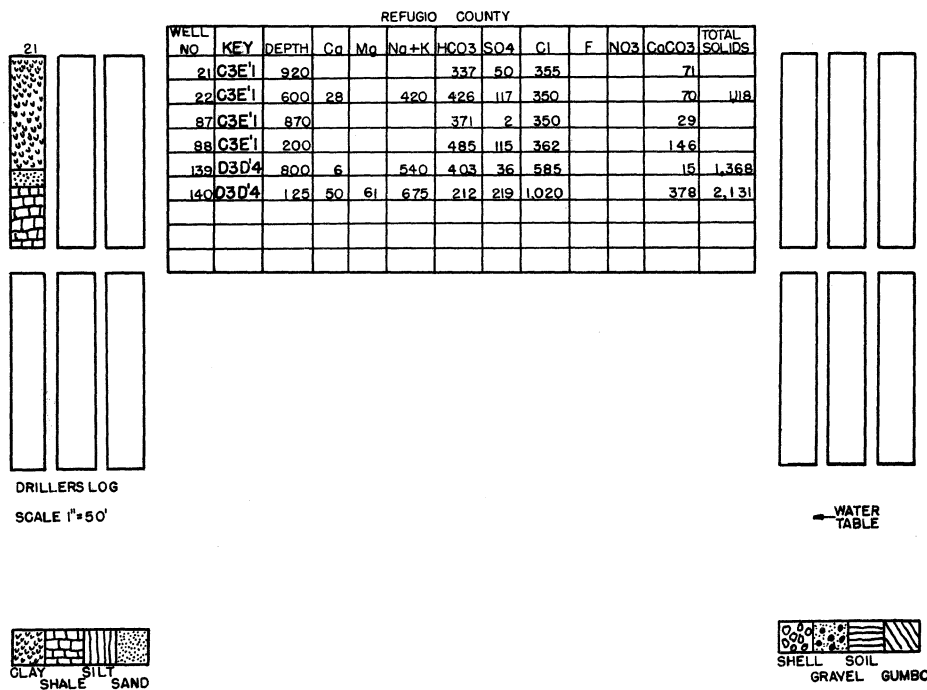 REFUGIO COUNTY
WELL NO KEY DEPTH Ca Mg Na+K HCO3 SO4 Cl F NO3 CaCO3 TOTAL SOLIDS
21 C3E'1 920 337 50 355 71
22 C3E'1 600 28 420 426 117 350 70 1,118
87 C3E'1 870 371 2 350 29
88 C3E'1 200 485 115 362 146
139 D3D'4 800 6 540 403 36 585 15 1,368
140 D3D'4 125 50 61 675 212 219 1,020 378 2,131
21
DRILLERS LOG
SCALE 1"=50'
WATER
TABLE
CLAY SHALE SILT SAND
SHELL GRAVEL SOIL GUMBO